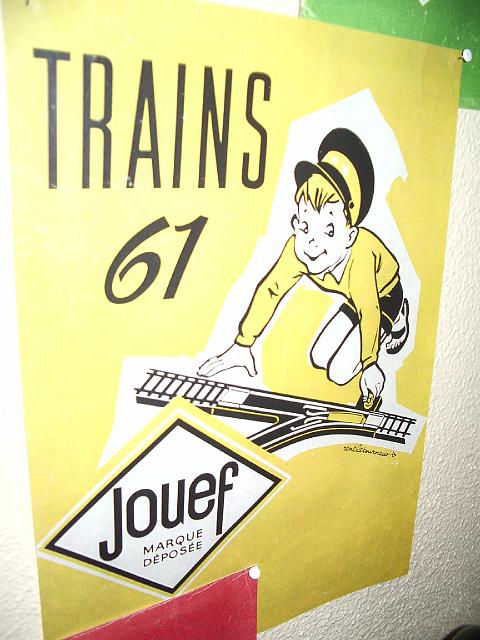 TRAINS
61
Jouef
MARQUE
DÉPOSÉE